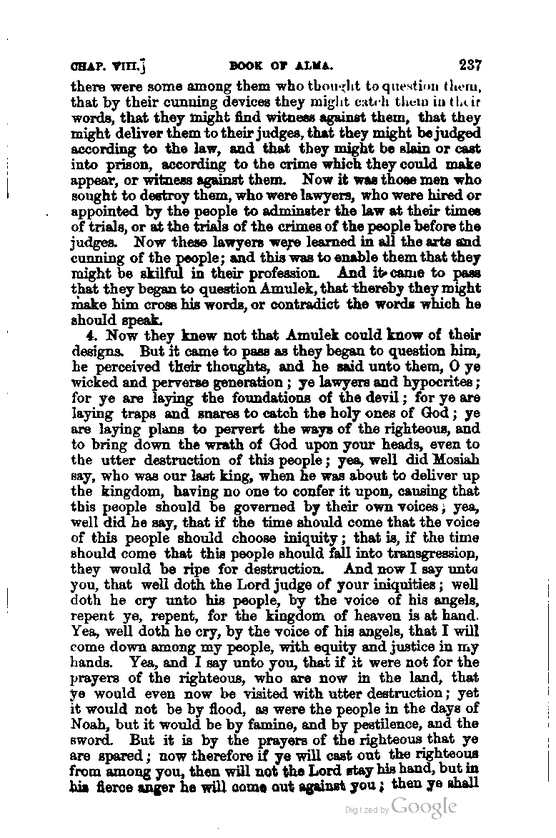 CHAP. VIII.] BOOK OF ALMA. 237
there were some among them who thought to question them,
that by their cunning devices they might catch them in their
words, that they might find witness against them, that they
might deliver them to their judges, that they might be judged
according to the law, and that they might be slain or cast
into prison, according to the crime which they could make
appear, or witness against them. Now it was those men who
sought to destroy them, who were lawyers, who were hired or
appointed by the people to adminster the law at their times
of trials, or at the trials of the crimes of the people before the
judges. Now these lawyers were learned in all the arts and
cunning of the people; and this was to enable them that they
might be skilful in their profession. And it came to pass
that they began to question Amulek, that thereby they might
make him cross his words, or contradict the words which he
should speak.
4. Now they knew not that Amulek could know of their
designs. But it came to pass as they began to question him,
he perceived their thoughts, and he said unto them, O ye
wicked and perverse generation; ye lawyers and hypocrites;
for ye are laying the foundations of the devil; for ye are
laying traps and snares to catch the holy ones of God; ye
are laying plans to pervert the ways of the righteous, and
to bring down the wrath of God upon your heads, even to
the utter destruction of this people; yea, well did Mosiah
say, who was our last king, when he was about to deliver up
the kingdom, having no one to confer it upon, causing that
this people should be governed by their own voices; yea,
well did he say, that if the time should come that the voice
of this people should choose iniquity; that is, if the time
should come that this people should fall into transgression,
they would be ripe for destruction. And now I say unto
you, that well doth the Lord judge of your iniquities; well
doth he cry unto his people, by the voice of his angels,
repent ye, repent, for the kingdom of heaven is at hand.
Yea, well doth he cry, by the voice of his angels, that I will
come down among my people, with equity and justice in my
hands. Yea, and I say unto you, that if it were not for the
prayers of the righteous, who are now in the land, that
ye would even now be visited with utter destruction; yet
it would not be by flood, as were the people in the days of
Noah, but it would be by famine, and by pestilence, and the
sword. But it is by the prayers of the righteous that ye
are spared; now therefore if ye will cast out the righteous
from among you, then will not the Lord stay his hand, but in
his fierce anger he will come out against you; then ye shall
Digitized by Google